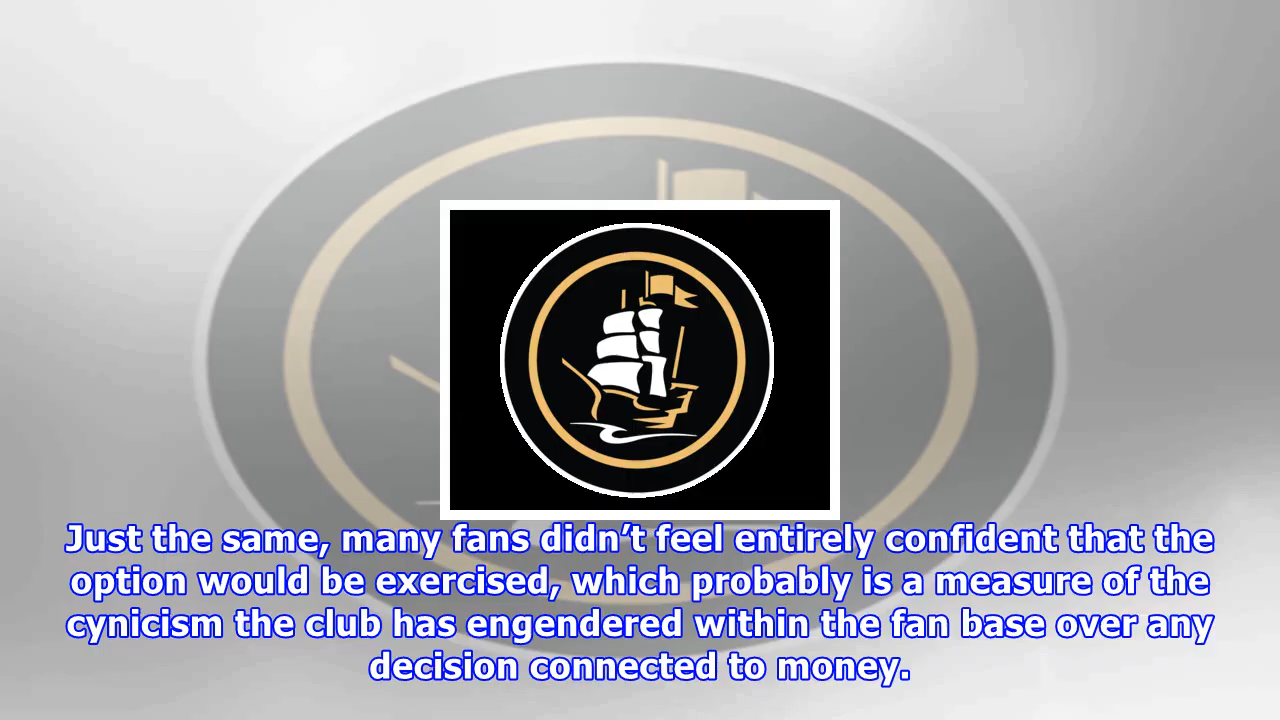 Just the same, many fans didn’t feel entirely confident that the
option would be exercised, which probably is a measure of the
cynicism the club has engendered within the fan base over any
decision connected to money.